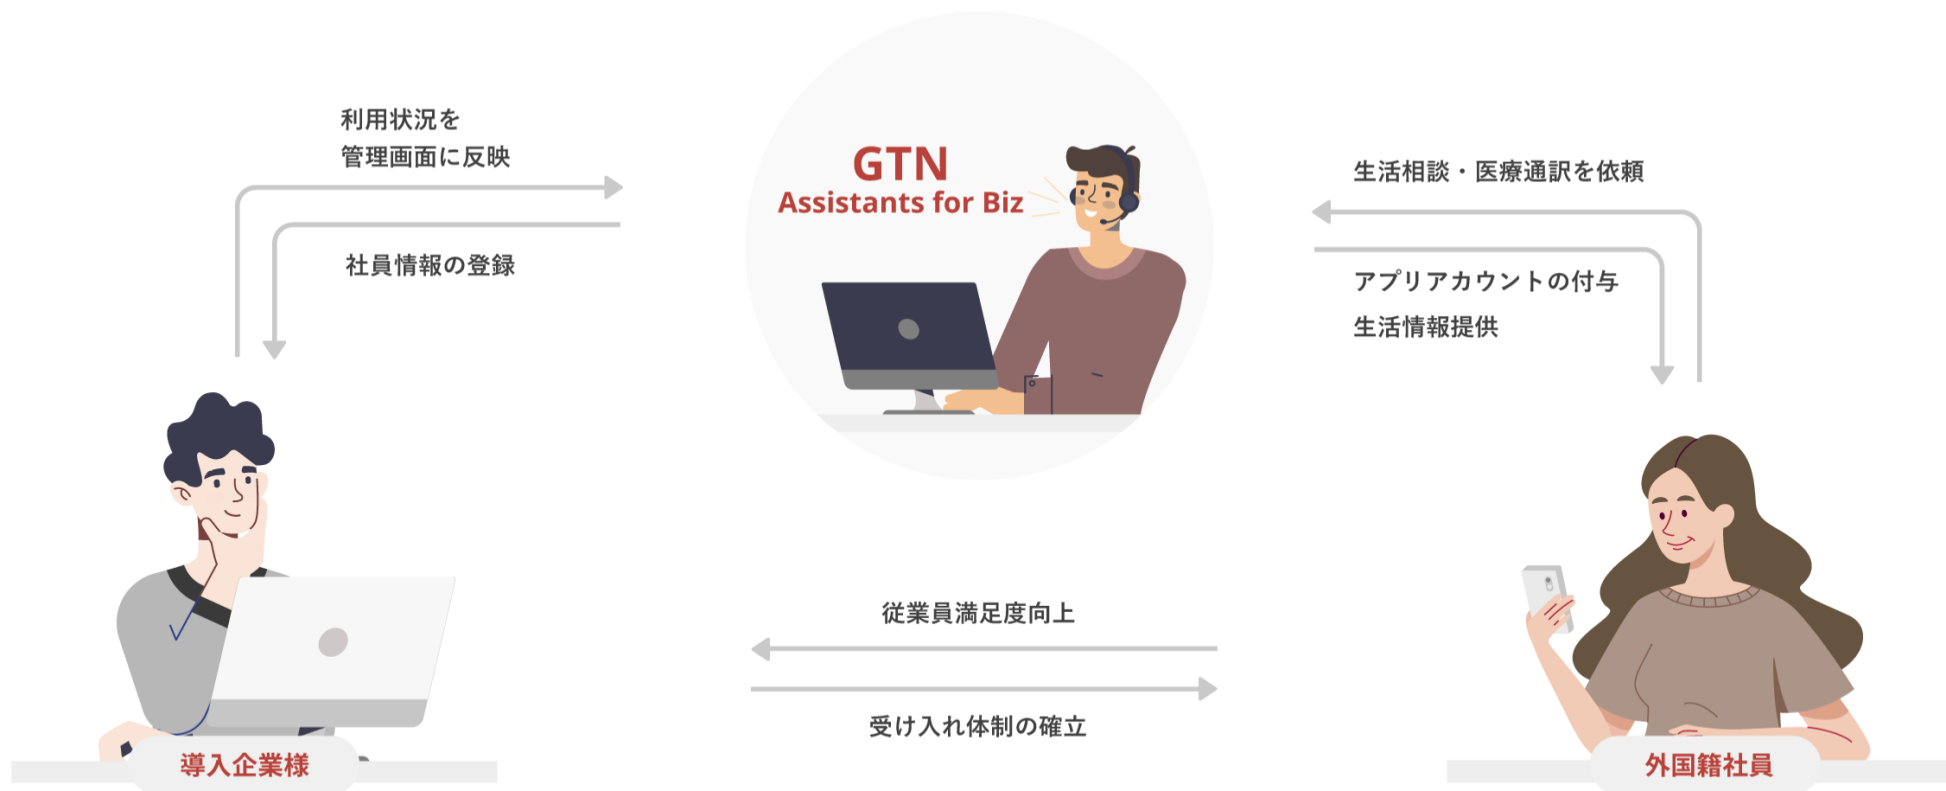 利用状況を
管理画面に反映
社員情報の登録
GTN
Assistants for Biz
生活相談・医療通訳を依頼
アプリアカウントの付与
生活情報提供
従業員満足度向上
受け入れ体制の確立
導入企業様
外国籍社員